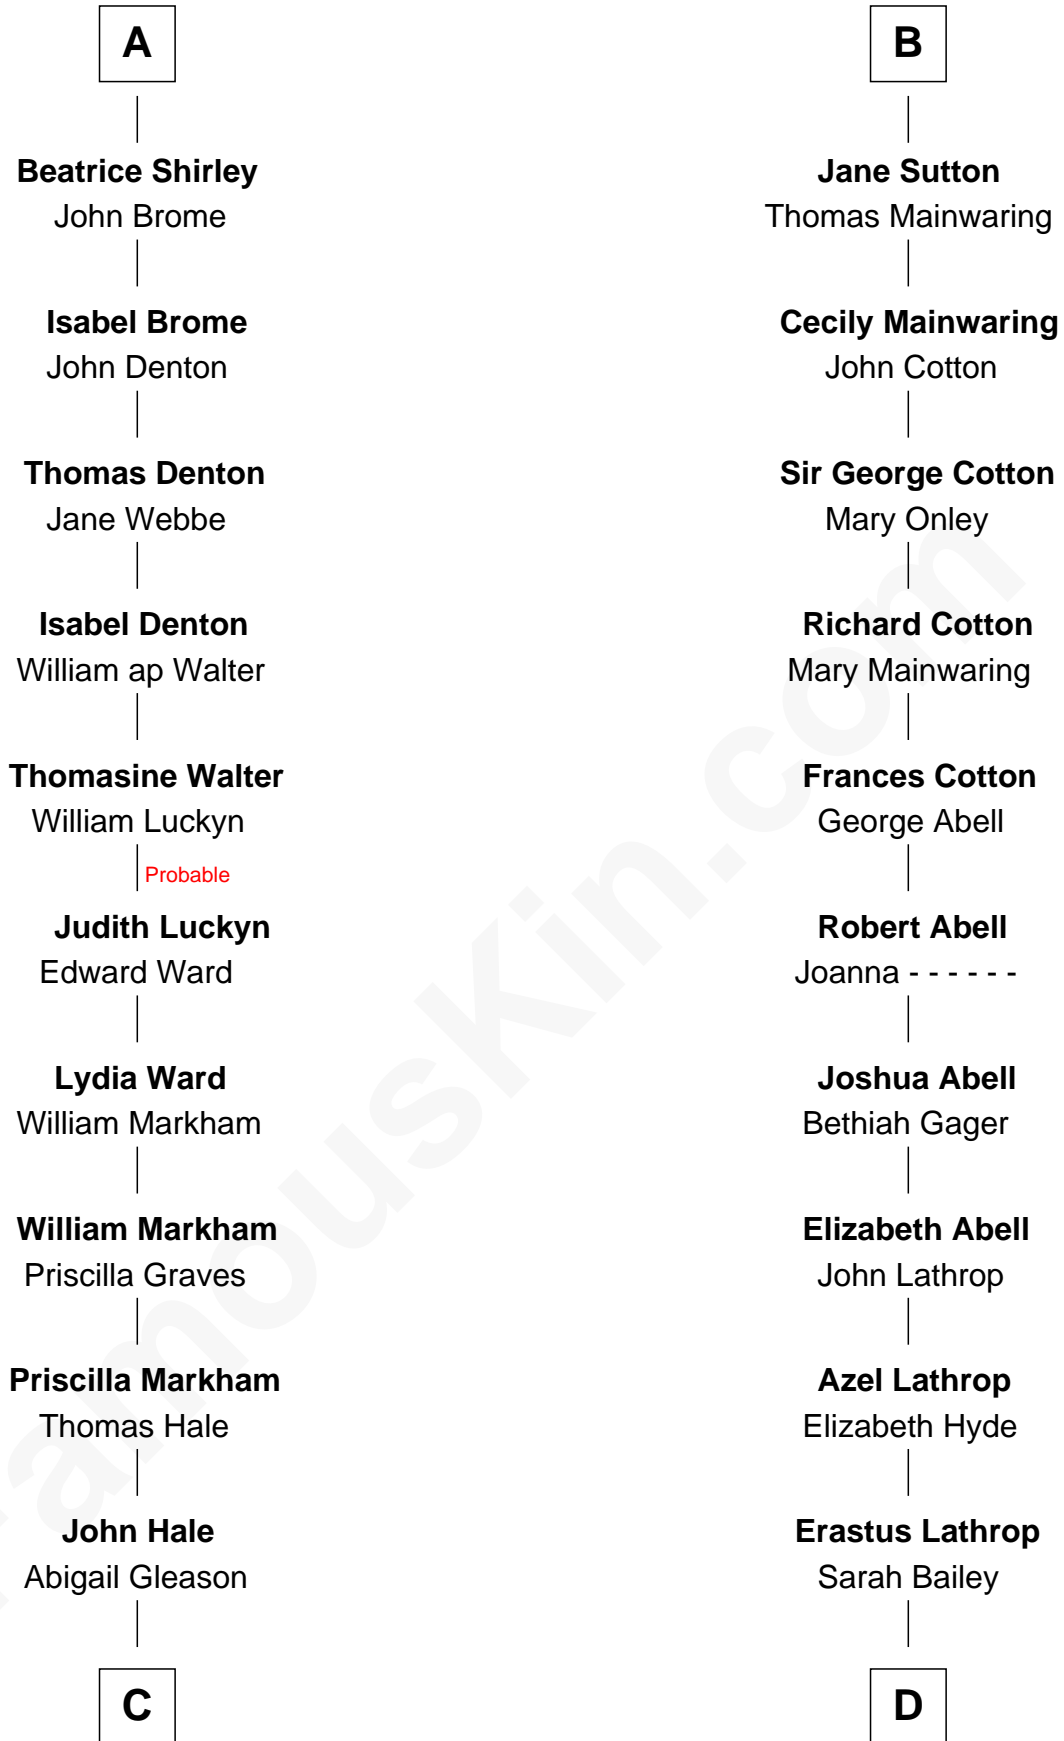 A
Beatrice Shirley
John Brome
Isabel Brome
John Denton
Thomas Denton
Jane Webbe
Isabel Denton
William ap Walter
Thomasine Walter
William Luckyn
Probable
Judith Luckyn
Edward Ward
Lydia Ward
William Markham
William Markham
Priscilla Graves
Priscilla Markham
Thomas Hale
John Hale
Abigail Gleason
C
B
Jane Sutton
Thomas Mainwaring
Cecily Mainwaring
John Cotton
Sir George Cotton
Mary Onley
Richard Cotton
Mary Mainwaring
Frances Cotton
George Abell
Robert Abell
Joanna - - - - - -
Joshua Abell
Bethiah Gager
Elizabeth Abell
John Lathrop
Azel Lathrop
Elizabeth Hyde
Erastus Lathrop
Sarah Bailey
D
FamousKin.com